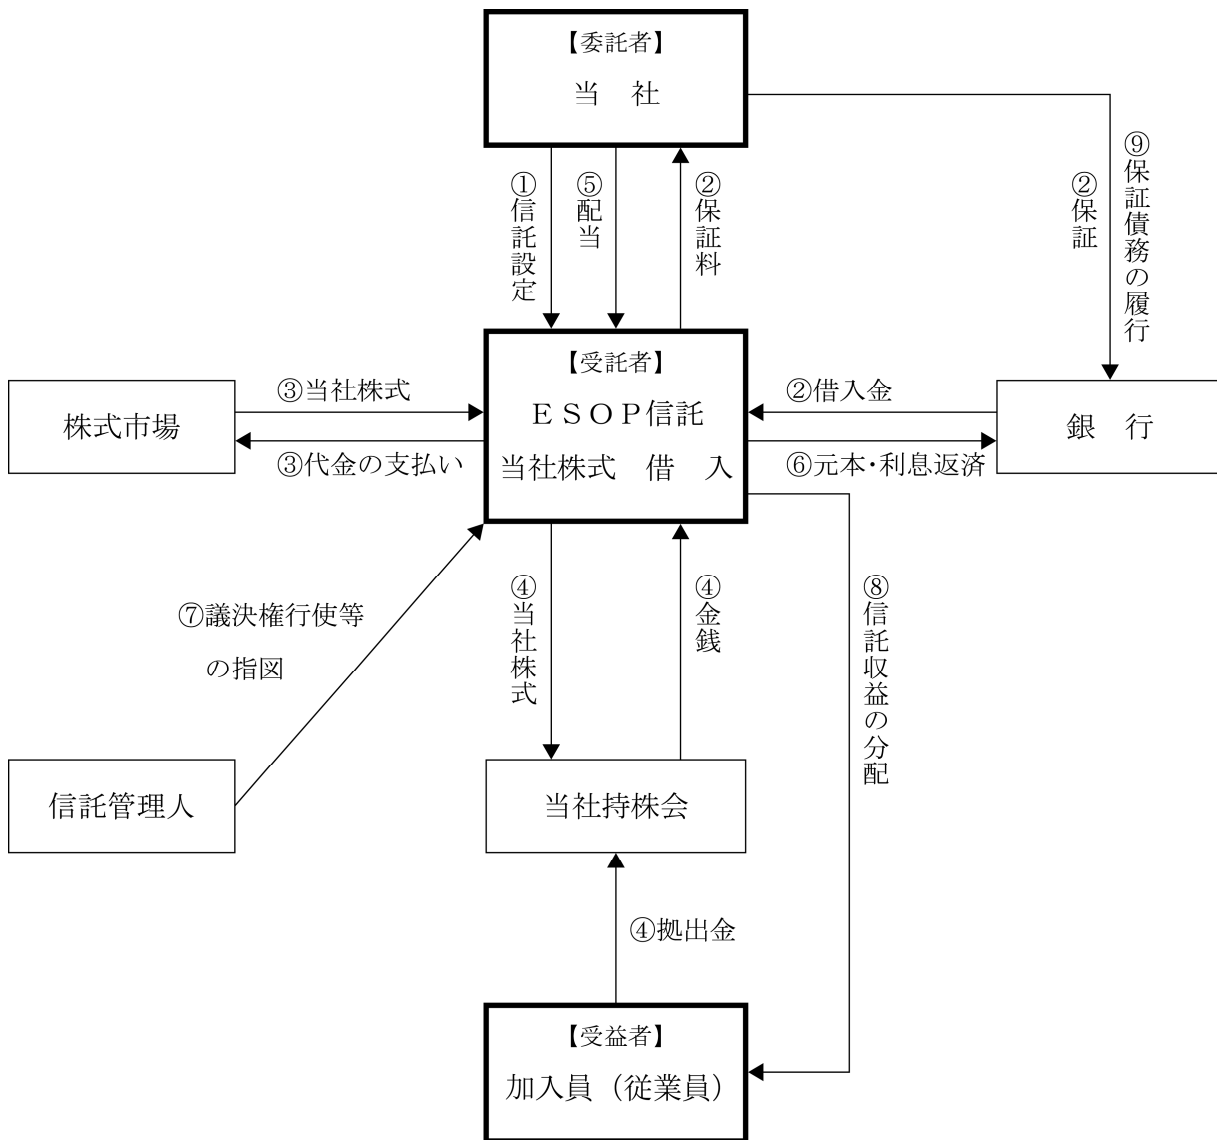 【委託者】
当　社
①信託設定
⑤配当
②保証料
②保証
⑨保証債務の履行
【受託者】
ＥＳＯＰ信託
当社株式　借　入
株式市場
③当社株式
③代金の支払い
②借入金
⑥元本・利息返済
銀　行
⑦議決権行使等
の指図
④当社株式
④金銭
⑧信託収益の分配
信託管理人
当社持株会
④拠出金
【受益者】
加入員（従業員）